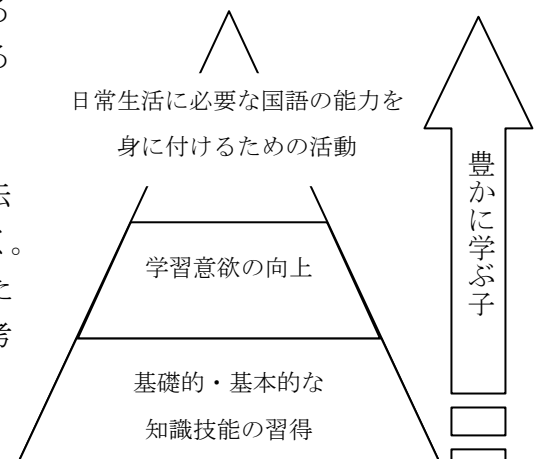 る
る
日常生活に必要な国語の能力を
身に付けるための活動
学習意欲の向上
基礎的・基本的な
知識技能の習得
豊かに学ぶ子
。